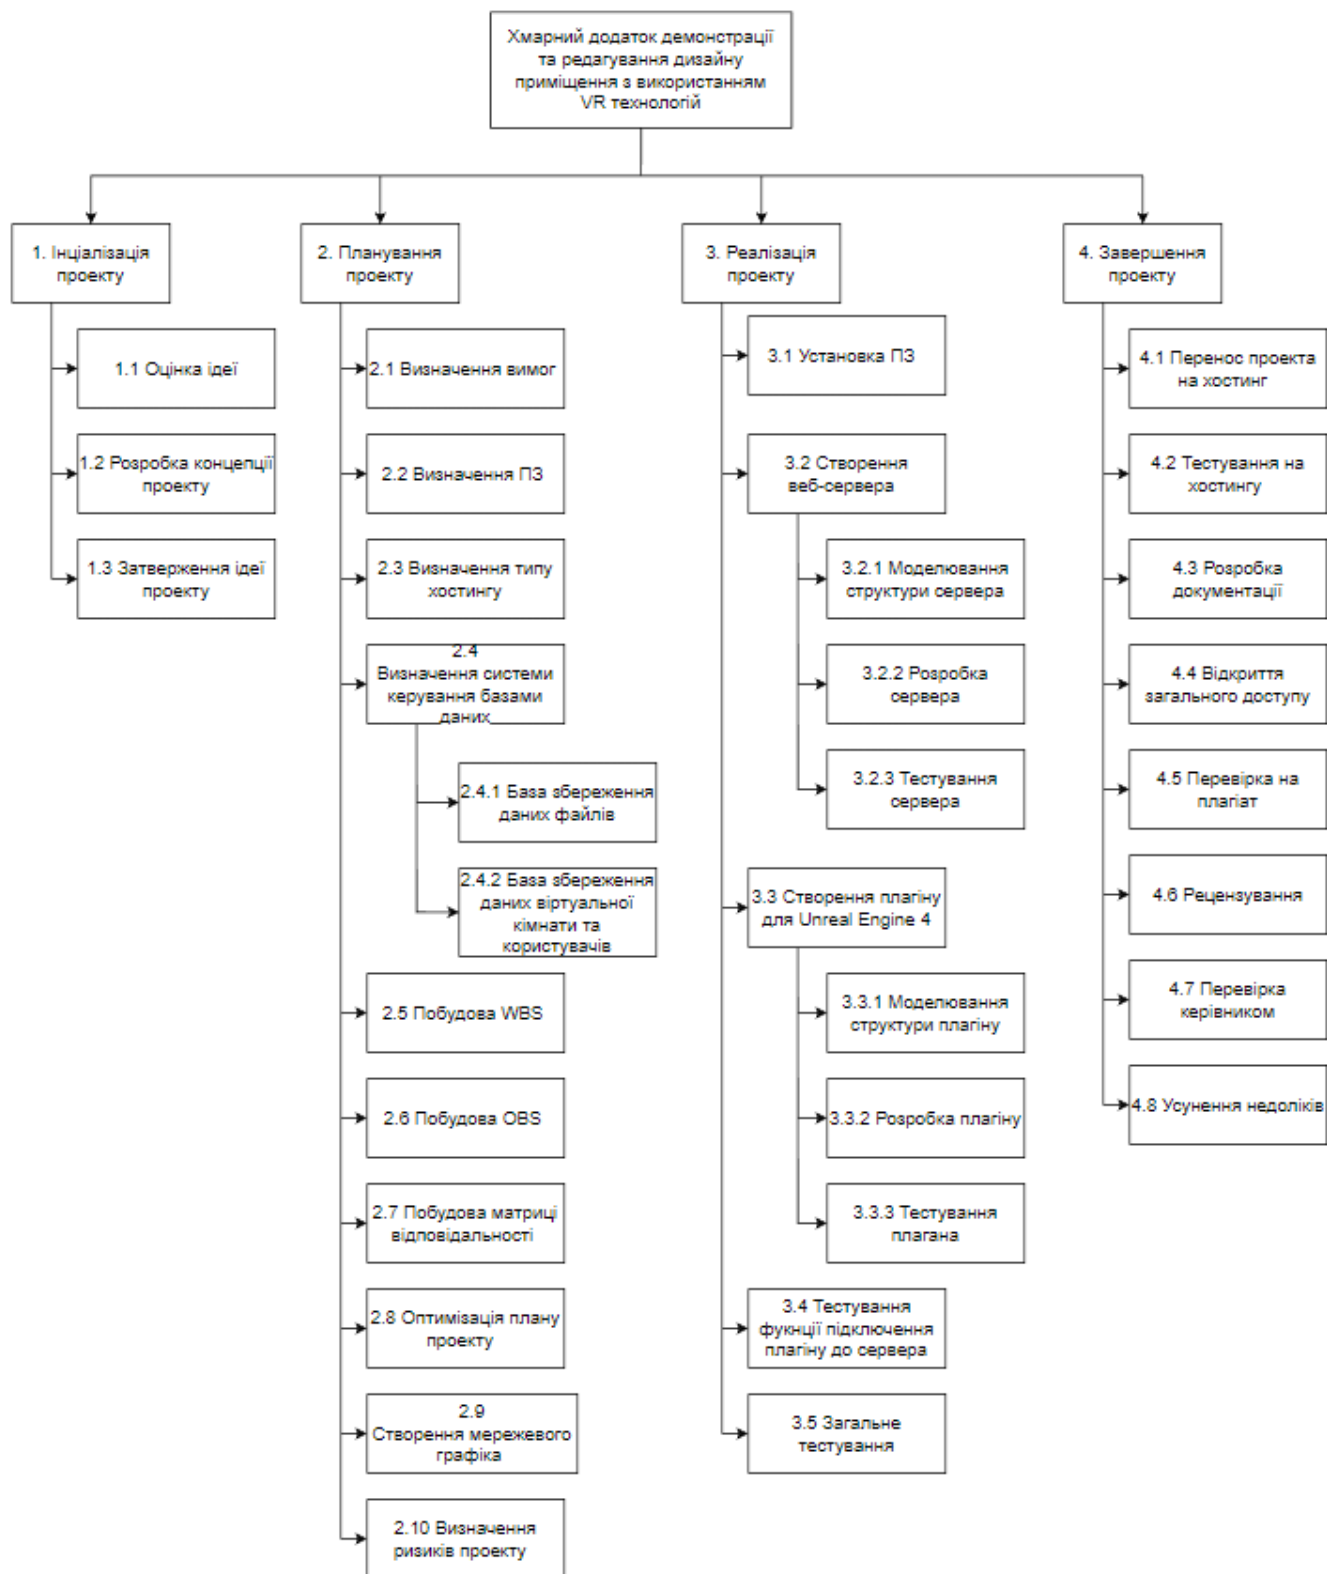 Хмарний додаток демонстрації
та редагування дизайну
приміщення з використанням
VR технологій
1. Інціалізація
проекту
1.1 Оцінка ідеї
1.2 Розробка концепції
проекту
1.3 Затверження ідеї
проекту
2. Планування
проекту
2.1 Визначення вимог
2.2 Визначення ПЗ
2.3 Визначення типу
хостингу
2.4
Визначення системи
керування базами
даних
2.4.1 База збереження
даних файлів
2.4.2 База збереження
даних віртуальної
кімнати та
користувачів
2.5 Побудова WBS
2.6 Побудова OBS
2.7 Побудова матриці
відповідальності
2.8 Оптимізація плану
проекту
2.9
Створення мережевого
графіка
2.10 Визначення
ризиків проекту
3. Реалізація
проекту
3.1 Установка ПЗ
3.2 Створення
веб-сервера
3.2.1 Моделювання
структури сервера
3.2.2 Розробка
сервера
3.2.3 Тестування
сервера
3.3 Створення плагіну
для Unreal Engine 4
3.3.1 Моделювання
структури плагіну
3.3.2 Розробка плагіну
3.3.3 Тестування
плагана
3.4 Тестування
фукнції підключення
плагіну до сервера
3.5 Загальне
тестування
4. Завершення
проекту
4.1 Перенос проекта
на хостинг
4.2 Тестування на
хостингу
4.3 Розробка
документації
4.4 Відкриття
загального доступу
4.5 Перевірка на
плагіат
4.6 Рецензування
4.7 Перевірка
керівником
4.8 Усунення недоліків